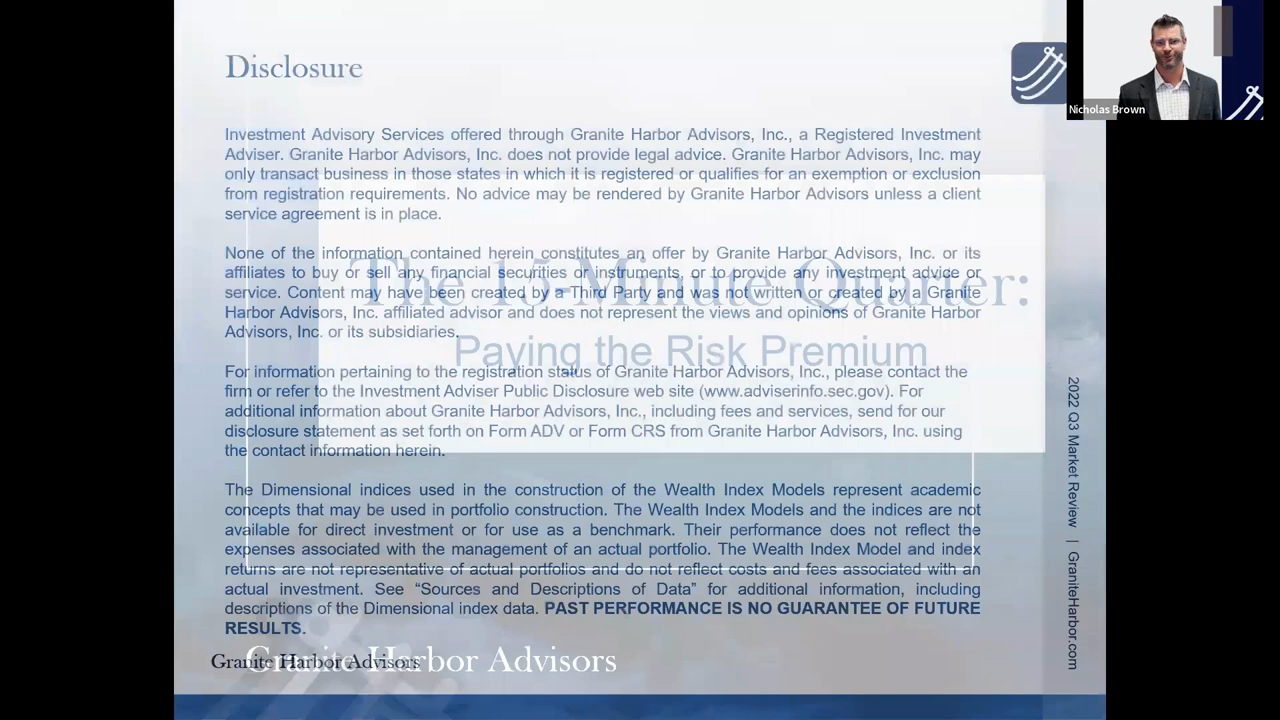 Disclosure
Nicholas Brown
Investment Advisory Services offered through Granite Harbor Advisors, Inc., a Registered Investment
Adviser. Granite Harbor Advisors, Inc. does not provide legal advice. Granite Harbor Advisors, Inc. may
only transact business in those states in which it is registered or qualifies for an exemption or exclusion
from registration requirements. No advice may be rendered by Granite Harbor Advisors unless a client
service agreement is in place.
None of the information contained herein constitutes an offer by Granite Harbor Advisors, Inc. or its
affiliates to buy or sell any financial securities or instruments, or to provide any investment advice or
service. Content may have been created by a Third Party and was not written or created by a Granite
Harbor Advisors, Inc. affiliated advisor and does not represent the views and opinions of Granite Harbor
Advisors, Inc. or its subsidiaries.
The 15-Minute Quarter:
Paying the Risk Premium
For information pertaining to the registration status of Granite Harbor Advisors, Inc., please contact the
firm or refer to the Investment Adviser Public Disclosure web site (www.adviserinfo.sec.gov). For
additional information about Granite Harbor Advisors, Inc., including fees and services, send for our
disclosure statement as set forth on Form ADV or Form CRS from Granite Harbor Advisors, Inc. using
the contact information herein.
The Dimensional indices used in the construction of the Wealth Index Models represent academic
concepts that may be used in portfolio construction. The Wealth Index Models and the indices are not
available for direct investment or for use as a benchmark. Their performance does not reflect the
expenses associated with the management of an actual portfolio. The Wealth Index Model and index
returns are not representative of actual portfolios and do not reflect costs and fees associated with an
actual investment. See “Sources and Descriptions of Data” for additional information, including
descriptions of the Dimensional index data. PAST PERFORMANCE IS NO GUARANTEE OF FUTURE
RESULTS.
Granite Harbor Advisors
Granite Harbor Advisors
2022 Q3 Market Review | GraniteHarbor.com